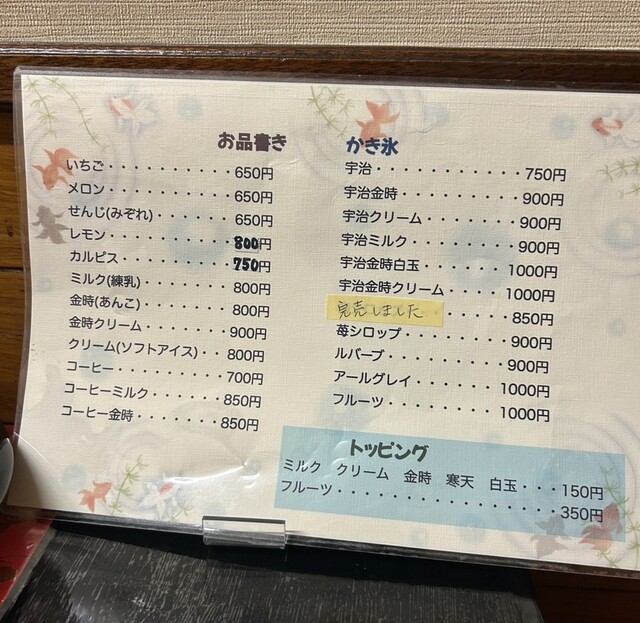 お品書き
いちご・・・・・・・・・・・650円
メロン・・・・・・・・・・・650円
せんじ(みぞれ)・・・・・・・650円
レモン・・・・・・・・・・・800円
カルピス・・・・・・・・・・750円
ミルク(練乳)・・・・・・・・800円
金時(あんこ)・・・・・・・・800円
金時クリーム・・・・・・・・900円
クリーム(ソフトアイス)・・800円
コーヒー・・・・・・・・・・700円
コーヒーミルク・・・・・・・850円
コーヒー金時・・・・・・・850円
かき氷
宇治・・・・・・・・・・・750円
宇治金時・・・・・・・・・900円
宇治クリーム・・・・・・・900円
宇治ミルク・・・・・・・・900円
宇治金時白玉・・・・・・1000円
宇治金時クリーム・・・・1000円
完売しました・・・・・・850円
苺シロップ・・・・・・・・900円
ルバーブ・・・・・・・・・900円
アールグレイ・・・・・・1000円
フルーツ・・・・・・・・1000円
トッピング
ミルク クリーム 金時 寒天 白玉・・・150円
フルーツ・・・・・・・・・・・・・・・・350円